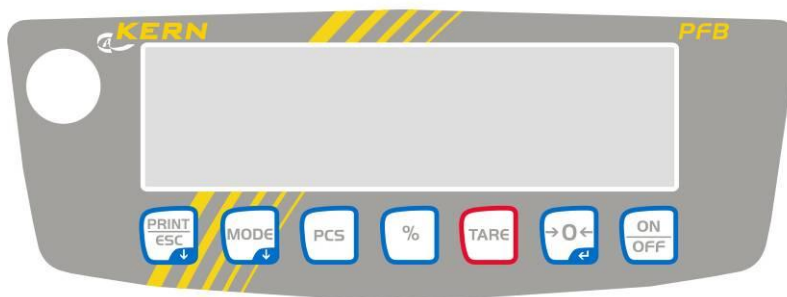 KERN PFB
PRINT
ESC
↓
MODE
↓
PCS
%
TARE
→0←
↵
ON
OFF